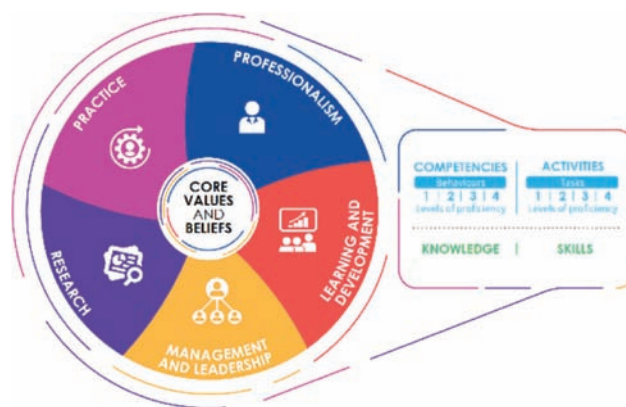 PRACTICE
PROFESSIONALISM
CORE
VALUES
AND
BELIEFS
LEARNING AND
DEVELOPMENT
RESEARCH
MANAGEMENT
AND LEADERSHIP
COMPETENCIES
Behaviours
1 | 2 | 3 | 4
Levels of proficiency
ACTIVITIES
Tasks
1 | 2 | 3 | 4
Levels of proficiency
KNOWLEDGE | SKILLS